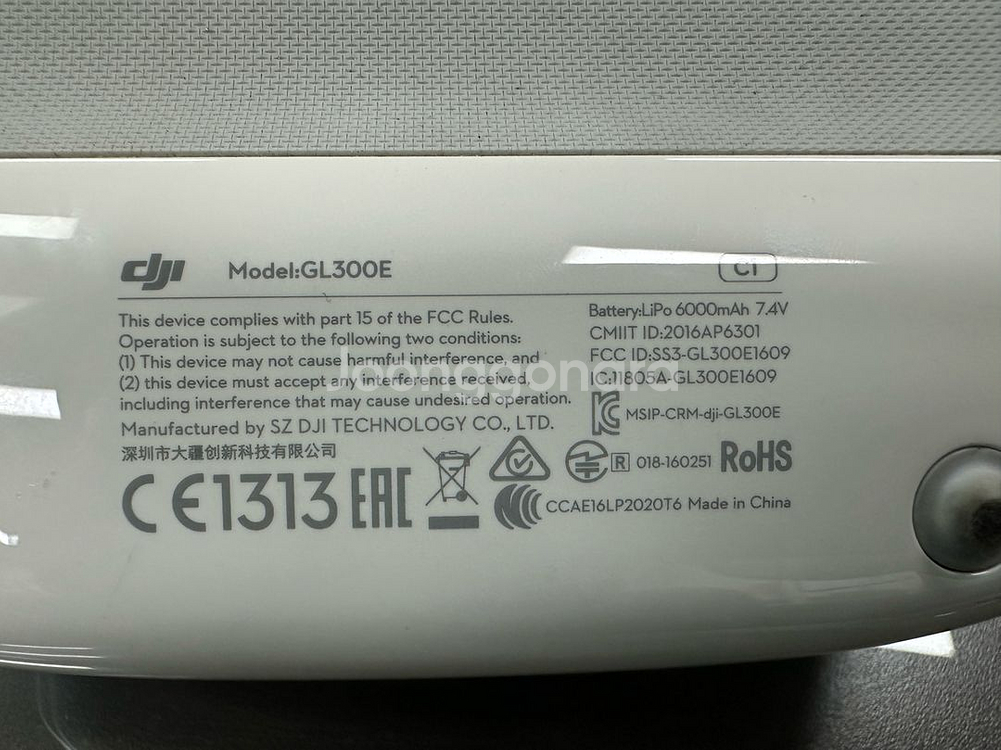 dji Model:GL300E C1
This device complies with part 15 of the FCC Rules.
Operation is subject to the following two conditions:
(1) This device may not cause harmful interference, and
(2) this device must accept any interference received,
including interference that may cause undesired operation.
Manufactured by SZ DJI TECHNOLOGY CO., LTD.
深圳市大疆创新科技有限公司
CE1313 EAC
Battery:LiPo 6000mAh 7.4V
CMIIT ID:2016AP6301
FCC ID:SS3-GL300E1609
IC:11805A-GL300E1609
MSIP-CRM-dji-GL300E
R 018-160251 RoHS
CCAE16LP2020T6 Made in China
Joonggonara